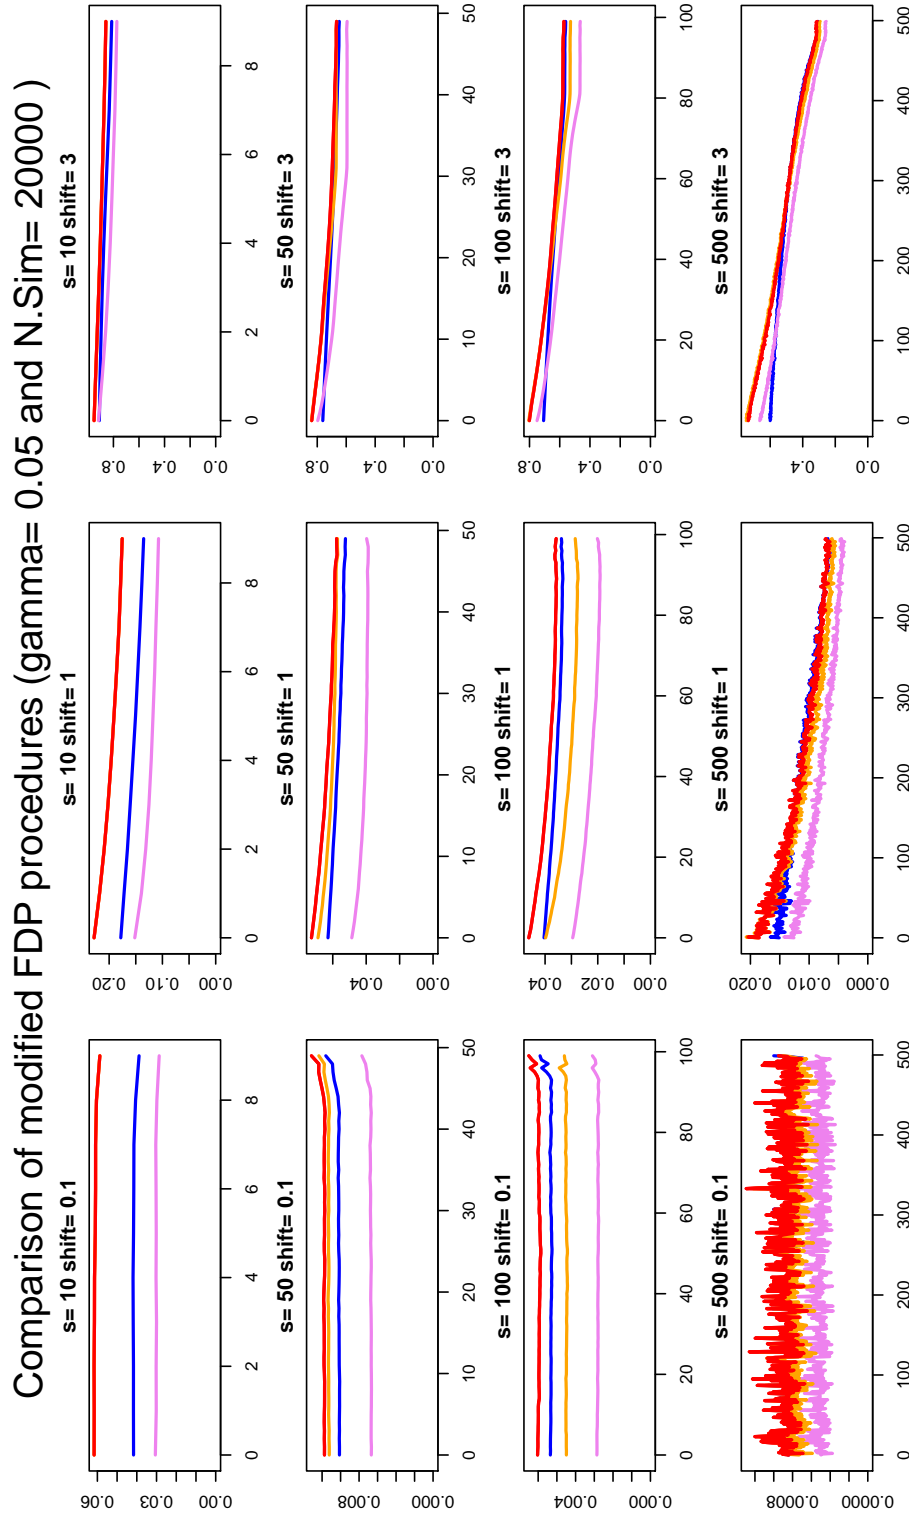 Comparison of modified FDP procedures (gamma= 0.05 and N.Sim= 20000 )
s= 10 shift= 0.1
0.06
0.03
0.00
0 2 4 6 8
s= 10 shift= 1
0.20
0.10
0.00
0 2 4 6 8
s= 10 shift= 3
0.8
0.4
0.0
0 2 4 6 8
s= 50 shift= 0.1
0.008
0.000
0 10 20 30 40 50
s= 50 shift= 1
0.04
0.00
0 10 20 30 40 50
s= 50 shift= 3
0.8
0.4
0.0
0 10 20 30 40 50
s= 100 shift= 0.1
0.004
0.000
0 20 40 60 80 100
s= 100 shift= 1
0.04
0.02
0.00
0 20 40 60 80 100
s= 100 shift= 3
0.8
0.4
0.0
0 20 40 60 80 100
s= 500 shift= 0.1
0.0008
0.0000
0 100 200 300 400 500
s= 500 shift= 1
0.020
0.010
0.000
0 100 200 300 400 500
s= 500 shift= 3
0.4
0.0
0 100 200 300 400 500